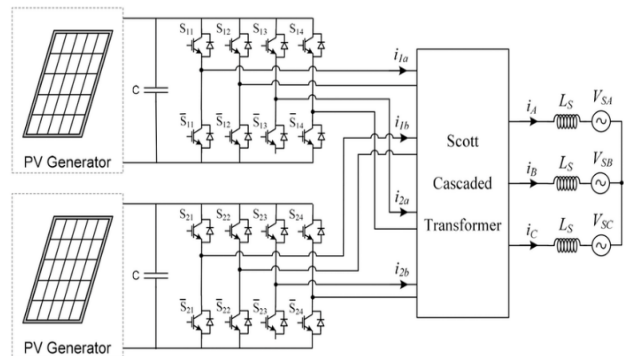 S11 S12 S13 S14
C
S̅11 S̅12 S̅13 S̅14
PV Generator
S21 S22 S23 S24
C
S̅21 S̅22 S̅23 S̅24
PV Generator
i1a
i1b
i2a
i2b
Scott
Cascaded
Transformer
iA LS VSA
iB LS VSB
iC LS VSC